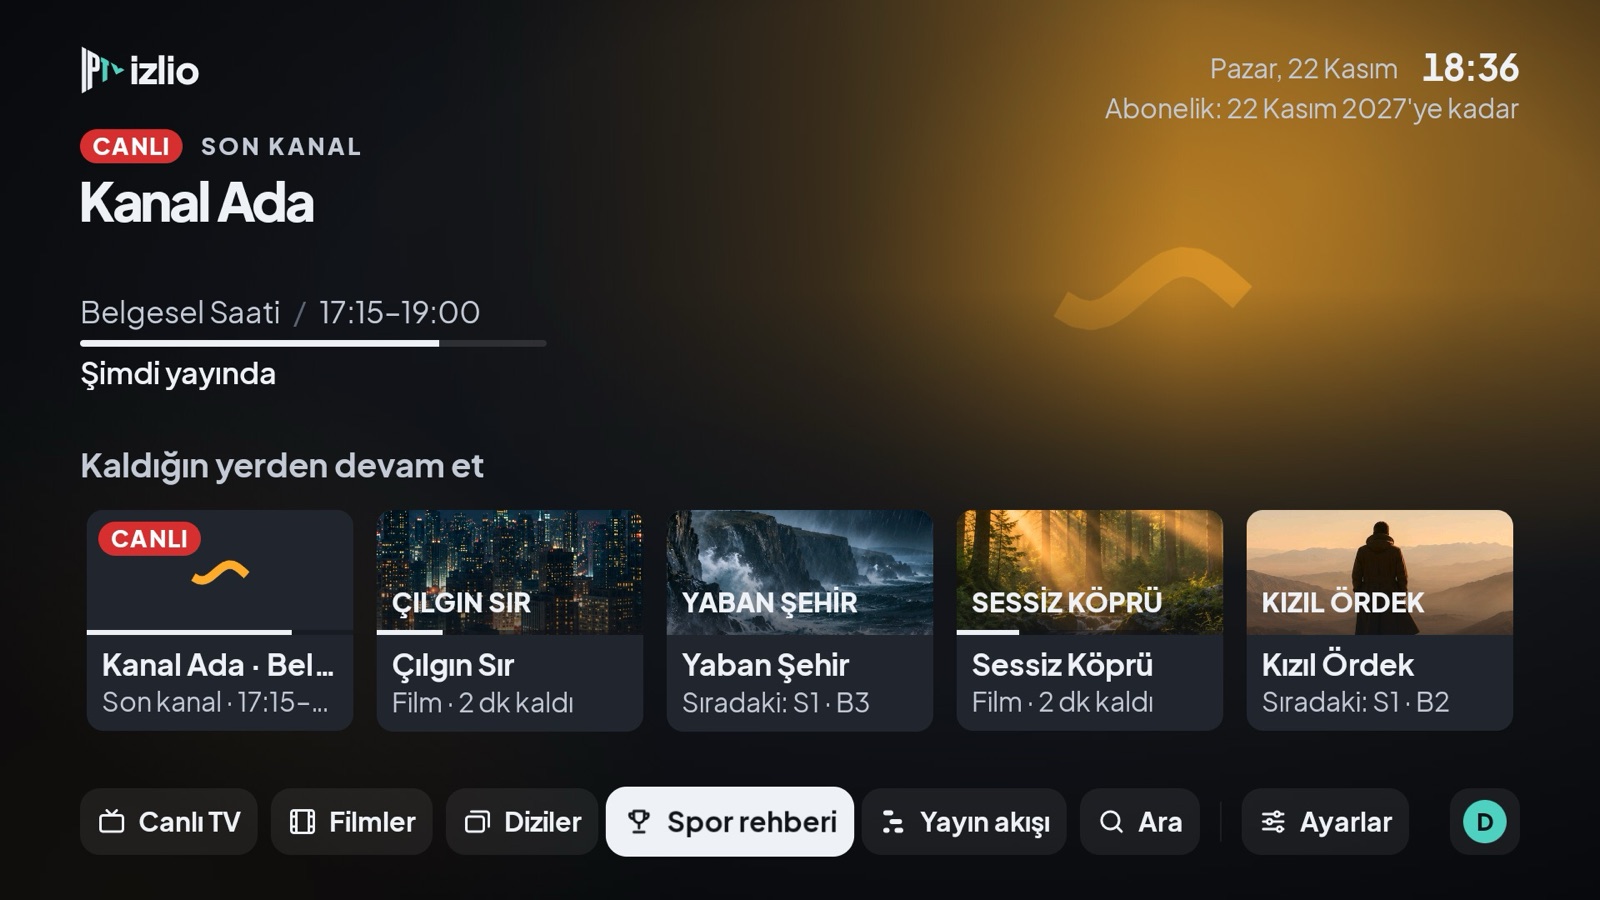 IPTV izlio
Pazar, 22 Kasım 18:36
Abonelik: 22 Kasım 2027'ye kadar
CANLI SON KANAL
Kanal Ada
Belgesel Saati / 17:15–19:00
Şimdi yayında
Kaldığın yerden devam et
CANLI
Kanal Ada · Bel...
Son kanal · 17:15–...
ÇILGIN SIR
Çılgın Sır
Film · 2 dk kaldı
YABAN ŞEHİR
Yaban Şehir
Sıradaki: S1 · B3
SESSİZ KÖPRÜ
Sessiz Köprü
Film · 2 dk kaldı
KIZIL ÖRDEK
Kızıl Ördek
Sıradaki: S1 · B2
Canlı TV Filmler Diziler Spor rehberi Yayın akışı Ara Ayarlar D